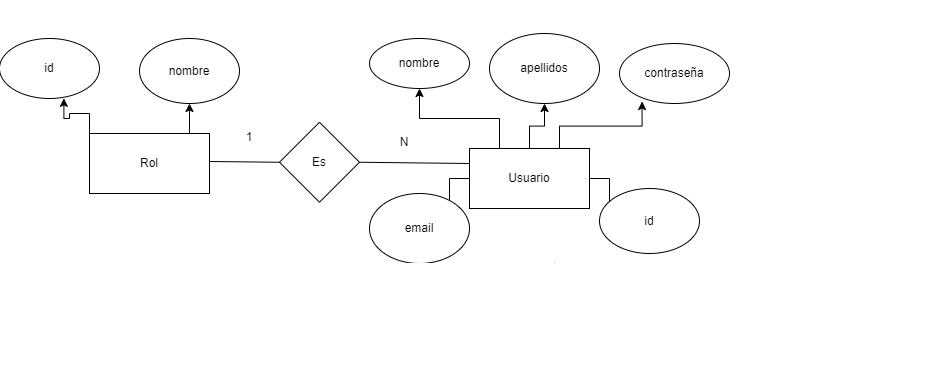 id
nombre
nombre
apellidos
contraseña
1
N
Rol
Es
Usuario
email
id